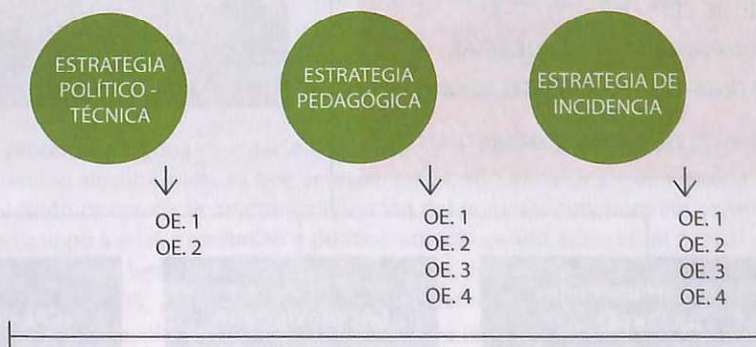 ESTRATEGIA
POLÍTICO -
TÉCNICA
OE. 1
OE. 2
ESTRATEGIA
PEDAGÓGICA
OE. 1
OE. 2
OE. 3
OE. 4
ESTRATEGIA DE
INCIDENCIA
OE. 1
OE. 2
OE. 3
OE. 4